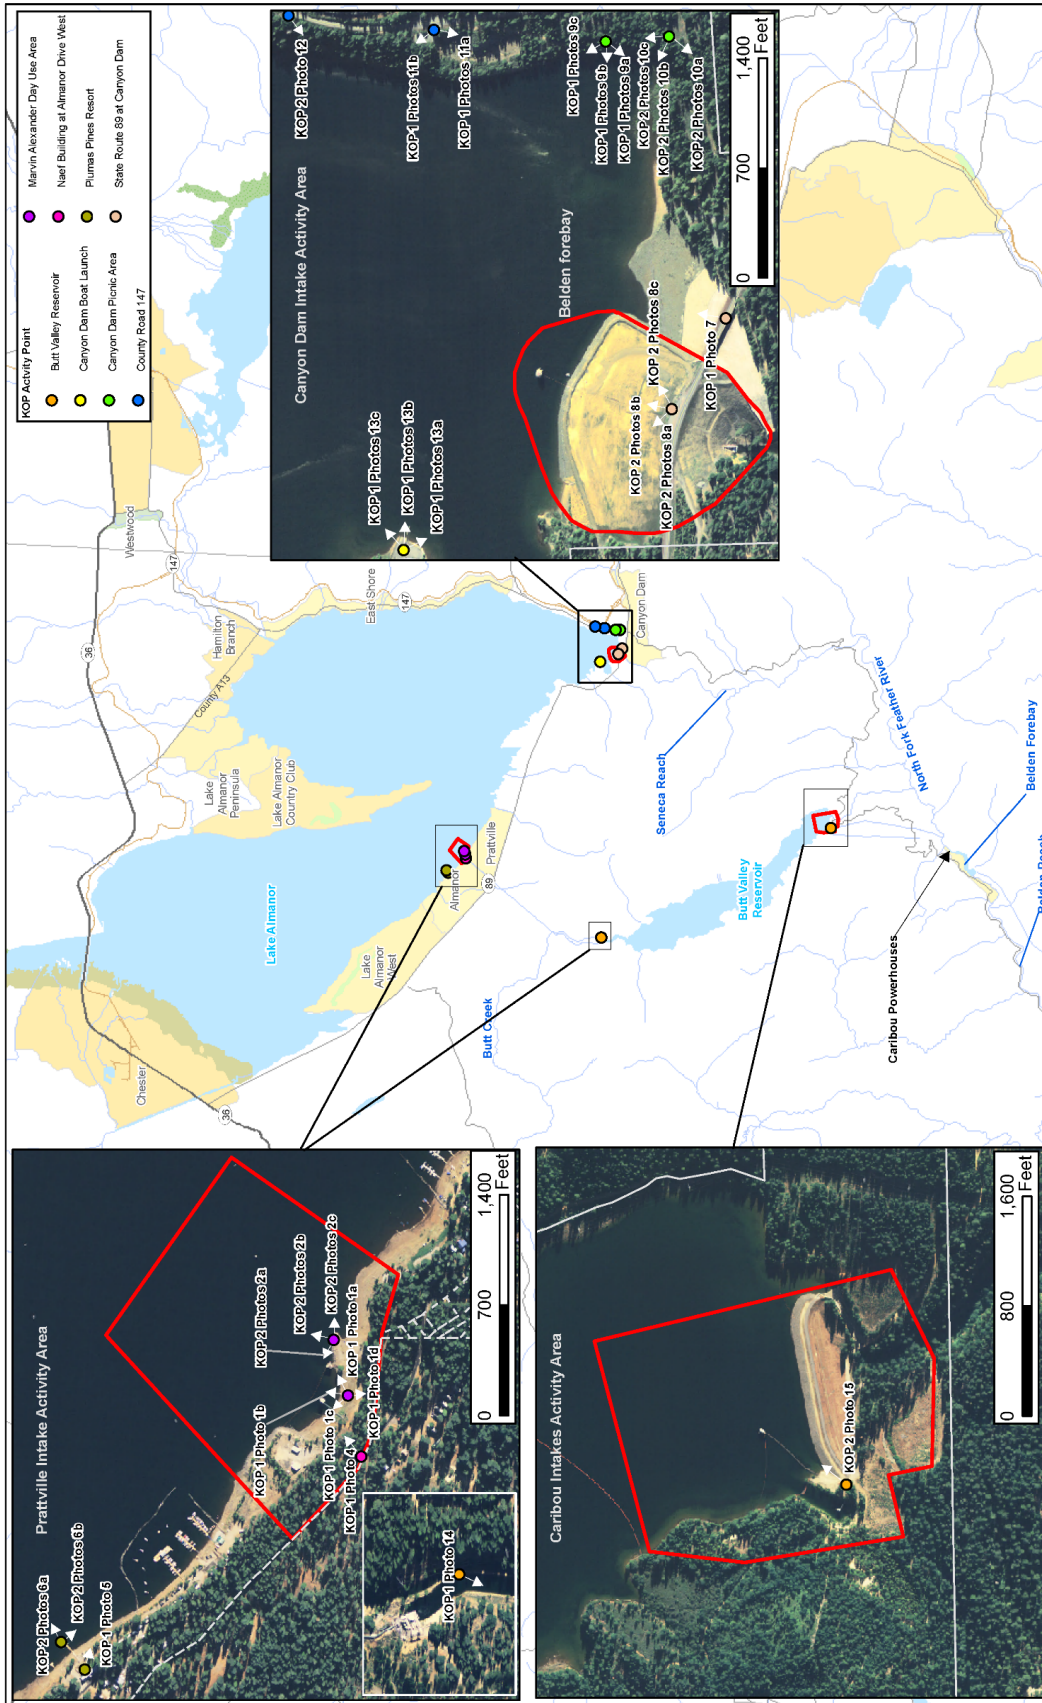 KOP Actvity Point
Butt Valley Reservoir
Canyon Dam Boat Launch
Canyon Dam Picnic Area
County Road 147
Marvin Alexander Day Use Area
Naef Building at Almanor Drive West
Plumas Pines Resort
State Route 89 at Canyon Dam
Prattville Intake Activity Area
KOP 2 Photos 6a
KOP 2 Photos 6b
KOP 1 Photo 5
KOP 2 Photos 2a
KOP 2 Photos 2b
KOP 2 Photos 2c
KOP 1 Photo 1a
KOP 1 Photo 1b
KOP 1 Photo 1c
KOP 1 Photo 1d
KOP 1 Photo 4
KOP 1 Photo 14
0 700 1,400
Feet
Caribou Intakes Activity Area
KOP 2 Photo 15
0 800 1,600
Feet
Canyon Dam Intake Activity Area
KOP 2 Photo 12
KOP 1 Photos 11b
KOP 1 Photos 11a
KOP 1 Photos 9c
KOP 1 Photos 9b
KOP 1 Photos 9a
KOP 2 Photos 10c
KOP 2 Photos 10b
KOP 2 Photos 10a
KOP 1 Photos 13c
KOP 1 Photos 13b
KOP 1 Photos 13a
Belden forebay
KOP 2 Photos 8c
KOP 2 Photos 8b
KOP 2 Photos 8a
KOP 1 Photo 7
0 700 1,400
Feet
Chester
36
36
Westwood
147
Hamilton
Branch
County A13
East Shore
147
Lake
Almanor
Peninsula
Lake Almanor
Country Club
Lake Almanor
Lake
Almanor
West
Almanor
Prattville
89
Canyon Dam
Butt Creek
Seneca Reach
Butt Valley
Reservoir
North Fork Feather River
Caribou Powerhouses
Belden Forebay
Belden Reach